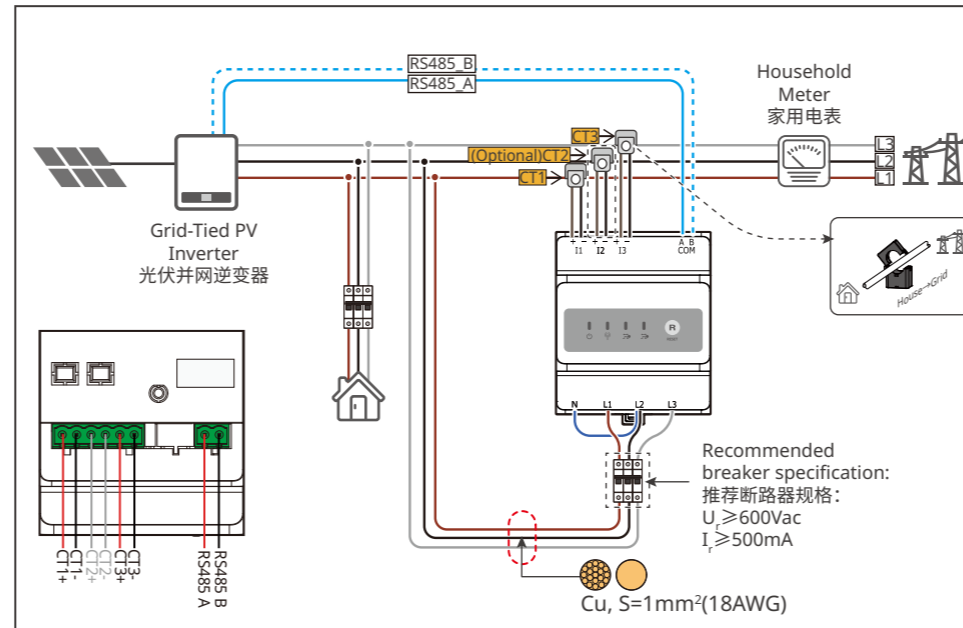 RS485_B
RS485_A
Household
Meter
家用电表
CT3
(Optional)CT2
CT1
L3
L2
L1
Grid-Tied PV
Inverter
光伏并网逆变器
+ - + - + -
I1 I2 I3
A B
COM
House→Grid
R
N L1 L2 L3
Recommended
breaker specification:
推荐断路器规格：
Ur≥600Vac
Ir≥500mA
CT1+
CT1-
CT2+
CT2-
CT3+
CT3-
RS485 A
RS485 B
Cu, S=1mm²(18AWG)